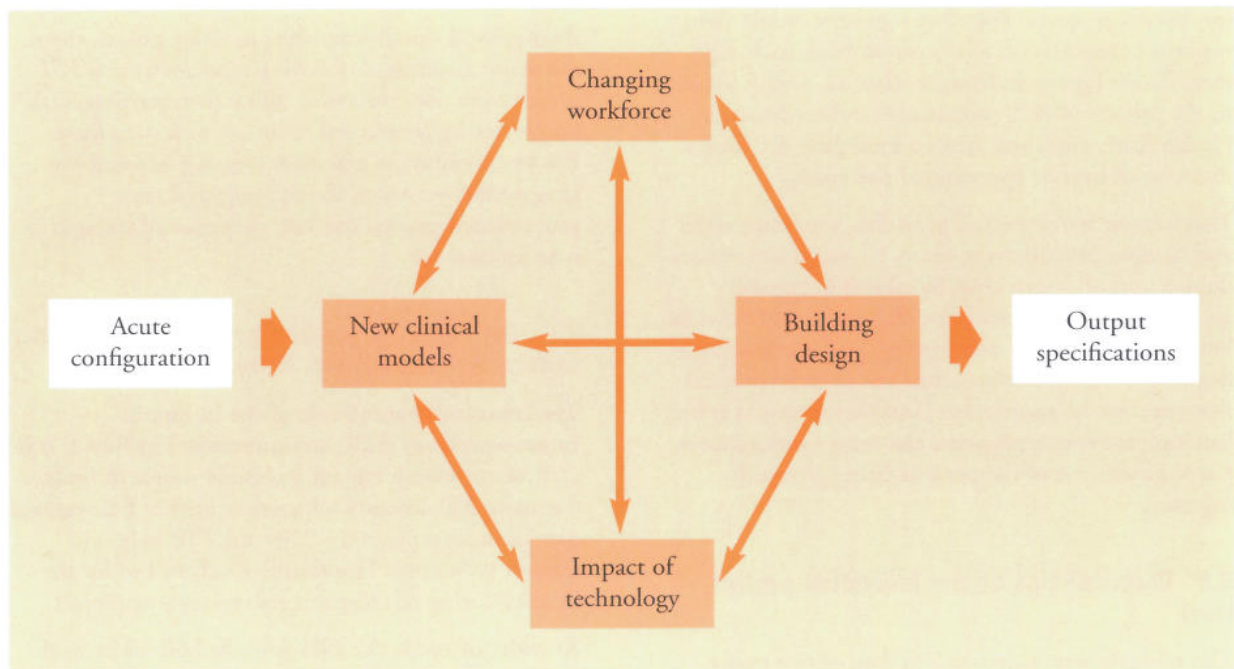 Changing
workforce
Acute
configuration
New clinical
models
Building
design
Output
specifications
Impact of
technology